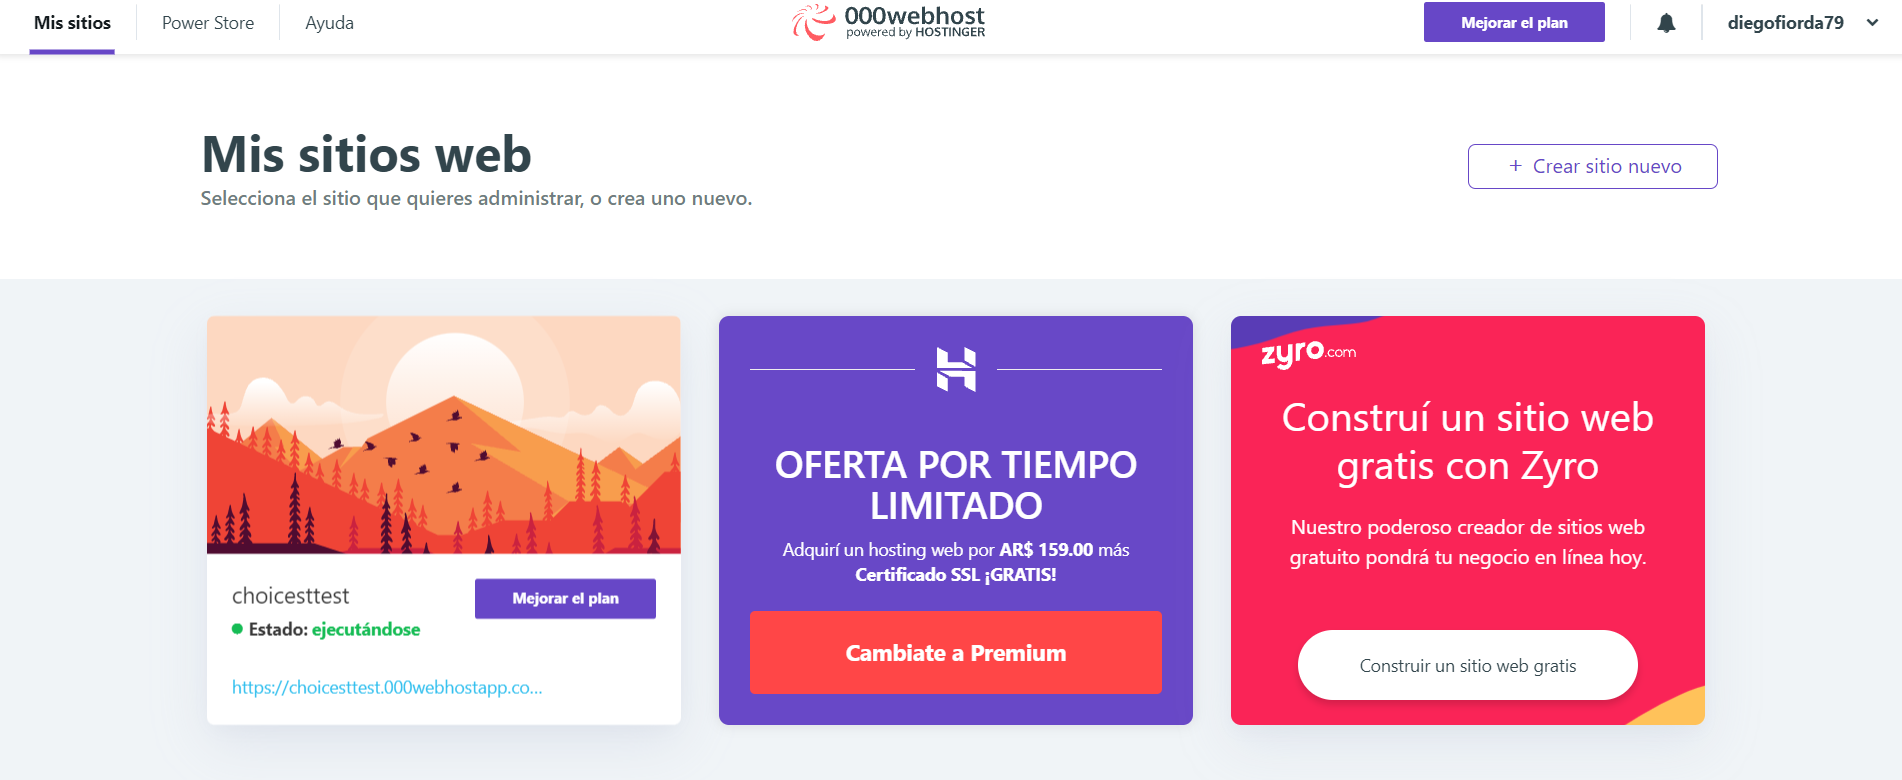 Mis sitios
Power Store
Ayuda
000webhost
powered by HOSTINGER
Mejorar el plan
diegofiorda79
Mis sitios web
Selecciona el sitio que quieres administrar, o crea uno nuevo.
+ Crear sitio nuevo
choicesttest
Mejorar el plan
Estado: ejecutándose
https://choicesttest.000webhostapp.co...
OFERTA POR TIEMPO
LIMITADO
Adquirí un hosting web por AR$ 159.00 más
Certificado SSL ¡GRATIS!
Cambiate a Premium
zyro.com
Construí un sitio web
gratis con Zyro
Nuestro poderoso creador de sitios web
gratuito pondrá tu negocio en línea hoy.
Construir un sitio web gratis